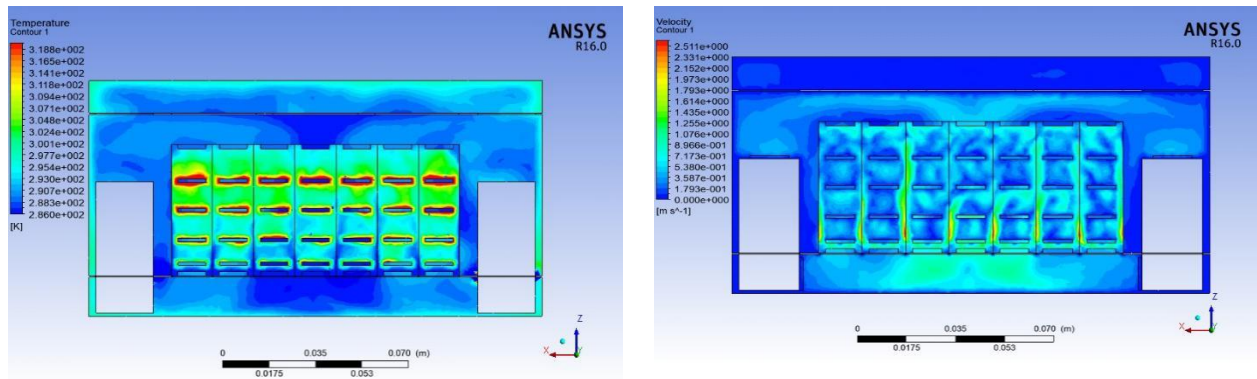 Temperature
Contour 1
3.188e+002
3.165e+002
3.141e+002
3.118e+002
3.094e+002
3.071e+002
3.048e+002
3.024e+002
3.001e+002
2.977e+002
2.954e+002
2.930e+002
2.907e+002
2.883e+002
2.860e+002
[K]
ANSYS
R16.0
0 0.035 0.070 (m)
0.0175 0.053
Z
X
Y
Velocity
Contour 1
2.511e+000
2.331e+000
2.152e+000
1.973e+000
1.793e+000
1.614e+000
1.435e+000
1.255e+000
1.076e+000
8.966e-001
7.173e-001
5.380e-001
3.587e-001
1.793e-001
0.000e+000
[m s^-1]
ANSYS
R16.0
0 0.035 0.070 (m)
0.0175 0.053
Z
X
Y